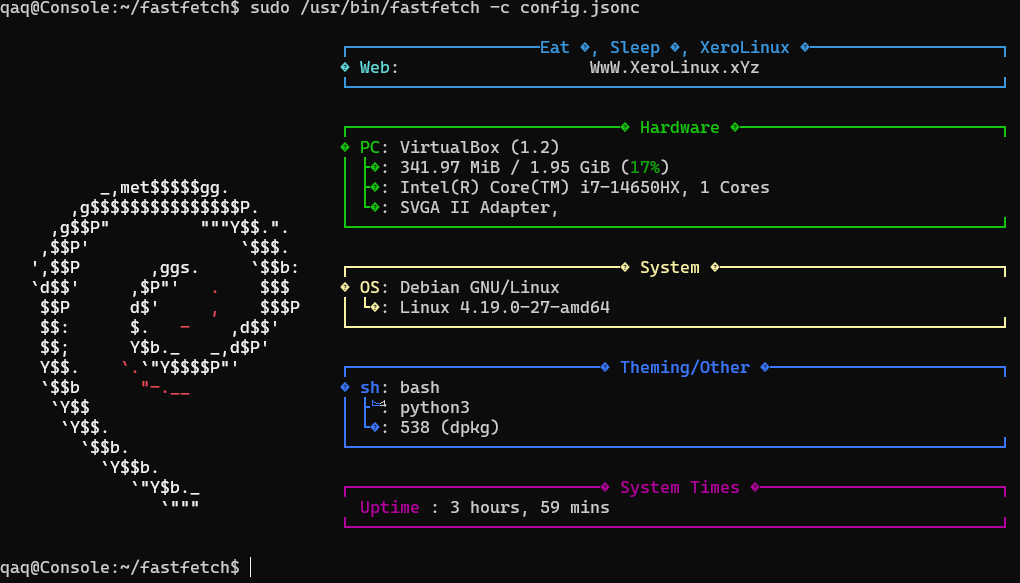 qaq@Console:~/fastfetch$ sudo /usr/bin/fastfetch -c config.jsonc
Eat �, Sleep �, XeroLinux �
� Web: WwW.XeroLinux.xYz
� Hardware �
� PC: VirtualBox (1.2)
├�: 341.97 MiB / 1.95 GiB (17%)
├�: Intel(R) Core(TM) i7-14650HX, 1 Cores
└�: SVGA II Adapter,
� System �
� OS: Debian GNU/Linux
└�: Linux 4.19.0-27-amd64
� Theming/Other �
� sh: bash
├: python3
└�: 538 (dpkg)
� System Times �
Uptime : 3 hours, 59 mins
_,met$$$$$gg.
,g$$$$$$$$$$$$$$$P.
,g$$P"         """Y$$.".
,$$P'               `$$$.
',$$P       ,ggs.     `$$b:
`d$$'     ,$P"'   .    $$$
$$P      d$'     ,    $$$P
$$:      $.   -    ,d$$'
$$;      Y$b._   _,d$P'
Y$$.    `.`"Y$$$$P"'
`$$b      "-.__
`Y$$
`Y$$.
`$$b.
`Y$$b.
`"Y$b._
`"""
qaq@Console:~/fastfetch$